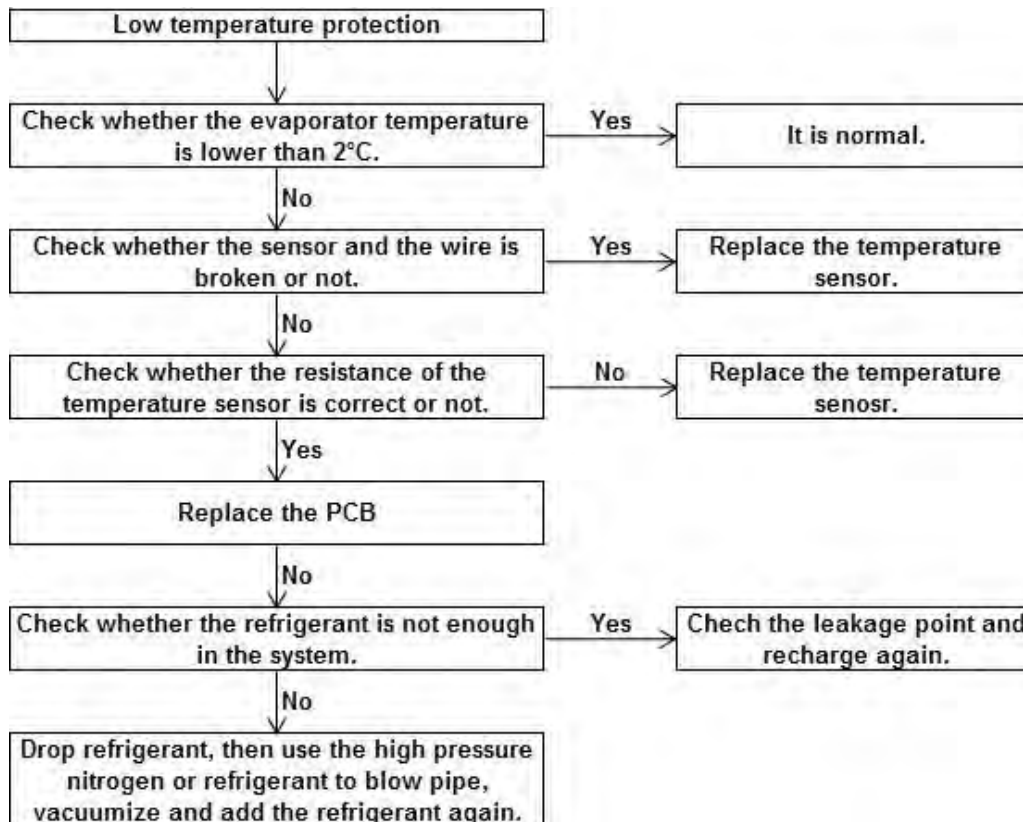 Low temperature protection
Check whether the evaporator temperature
is lower than 2°C.
Yes
It is normal.
No
Check whether the sensor and the wire is
broken or not.
Yes
Replace the temperature
sensor.
No
Check whether the resistance of the
temperature sensor is correct or not.
No
Replace the temperature
senosr.
Yes
Replace the PCB
No
Check whether the refrigerant is not enough
in the system.
Yes
Chech the leakage point and
recharge again.
No
Drop refrigerant, then use the high pressure
nitrogen or refrigerant to blow pipe,
vacuumize and add the refrigerant again.